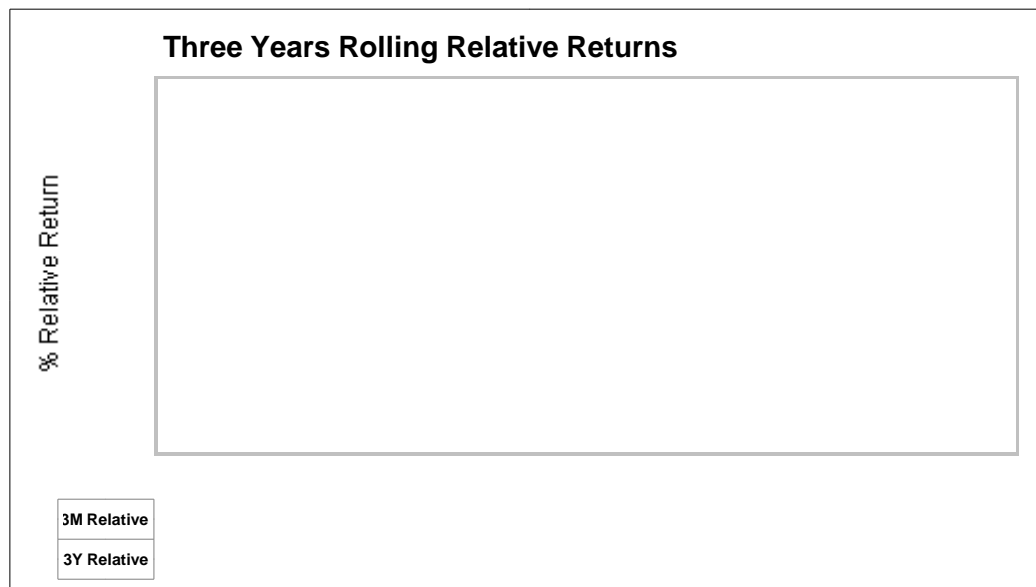 Three Years Rolling Relative Returns
% Relative Return
3M Relative
3Y Relative